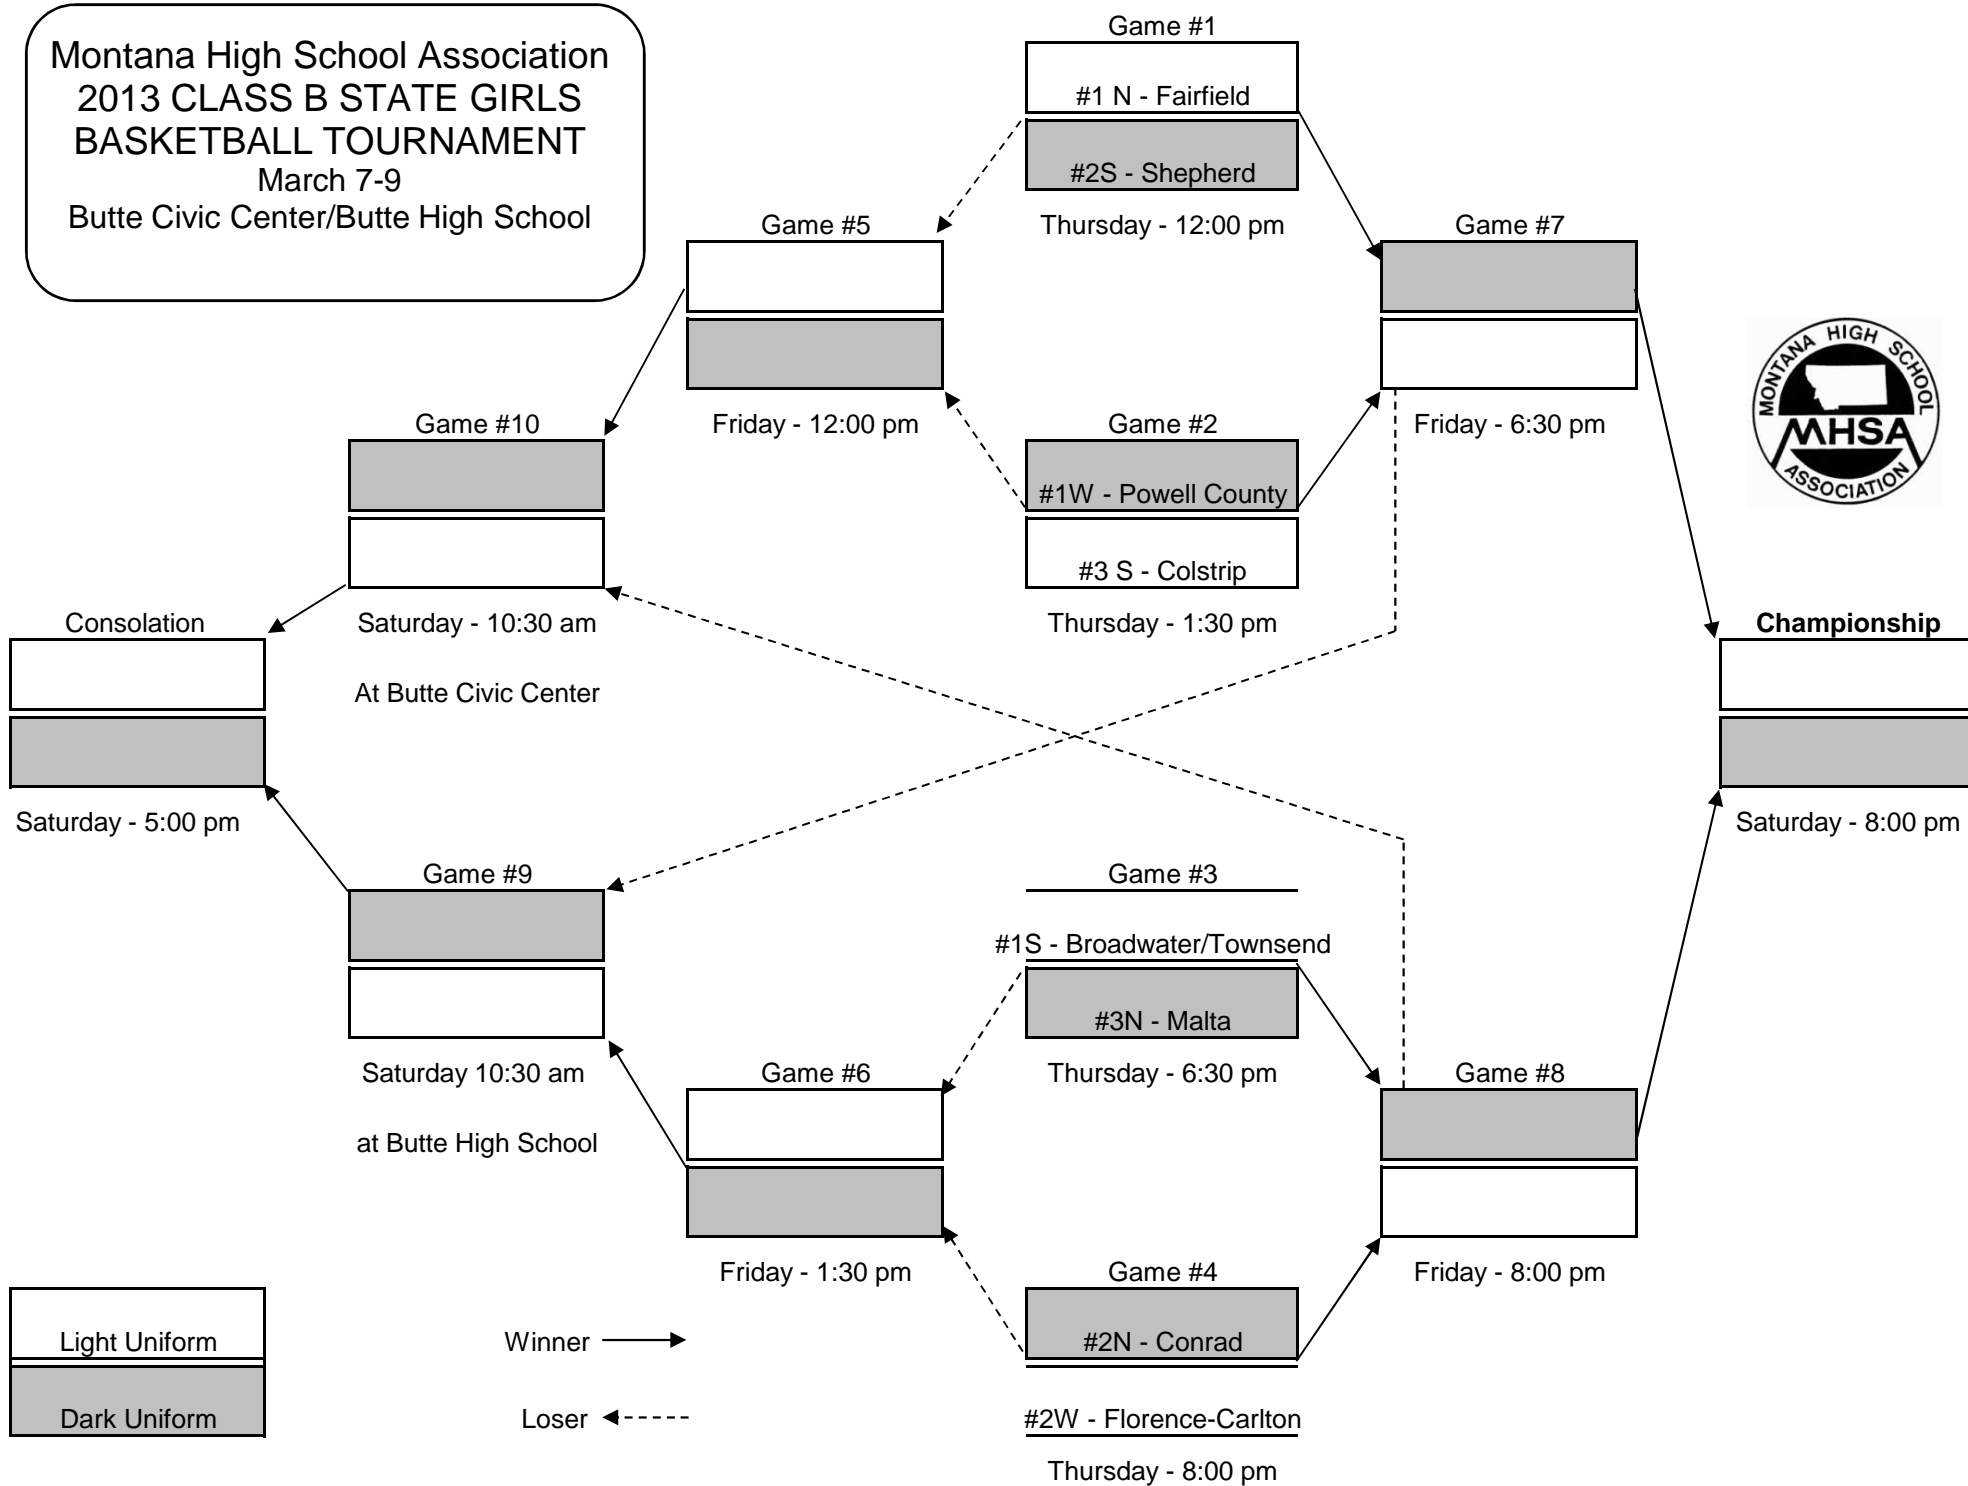 Montana High School Association
2013 CLASS B STATE GIRLS
BASKETBALL TOURNAMENT
March 7-9
Butte Civic Center/Butte High School
Game #1
#1 N - Fairfield
#2S - Shepherd
Thursday - 12:00 pm
Game #5
Friday - 12:00 pm
Game #7
Friday - 6:30 pm
MONTANA HIGH SCHOOL
MHSA
ASSOCIATION
Game #10
Saturday - 10:30 am
At Butte Civic Center
Game #2
#1W - Powell County
#3 S - Colstrip
Thursday - 1:30 pm
Consolation
Saturday - 5:00 pm
Championship
Saturday - 8:00 pm
Game #9
Saturday 10:30 am
at Butte High School
Game #3
#1S - Broadwater/Townsend
#3N - Malta
Thursday - 6:30 pm
Game #6
Friday - 1:30 pm
Game #8
Friday - 8:00 pm
Game #4
#2N - Conrad
#2W - Florence-Carlton
Thursday - 8:00 pm
Light Uniform
Dark Uniform
Winner
Loser